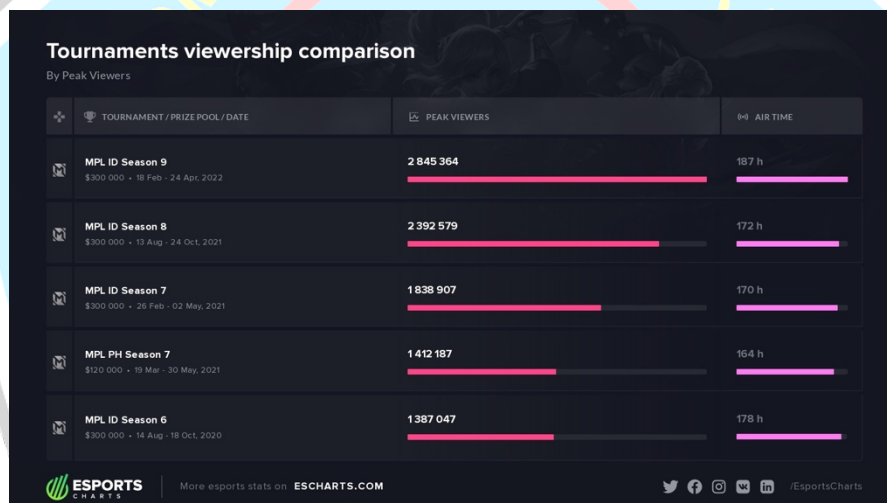 Tournaments viewership comparison
By Peak Viewers
TOURNAMENT / PRIZE POOL / DATE PEAK VIEWERS AIR TIME
MPL ID Season 9 2 845 364 187 h
$300 000 • 18 Feb - 24 Apr, 2022
MPL ID Season 8 2 392 579 172 h
$300 000 • 13 Aug - 24 Oct, 2021
MPL ID Season 7 1 838 907 170 h
$300 000 • 26 Feb - 02 May, 2021
MPL PH Season 7 1 412 187 164 h
$120 000 • 19 Mar - 30 May, 2021
MPL ID Season 6 1 387 047 178 h
$300 000 • 14 Aug - 18 Oct, 2020
ESPORTS CHARTS More esports stats on ESCHARTS.COM /EsportsCharts